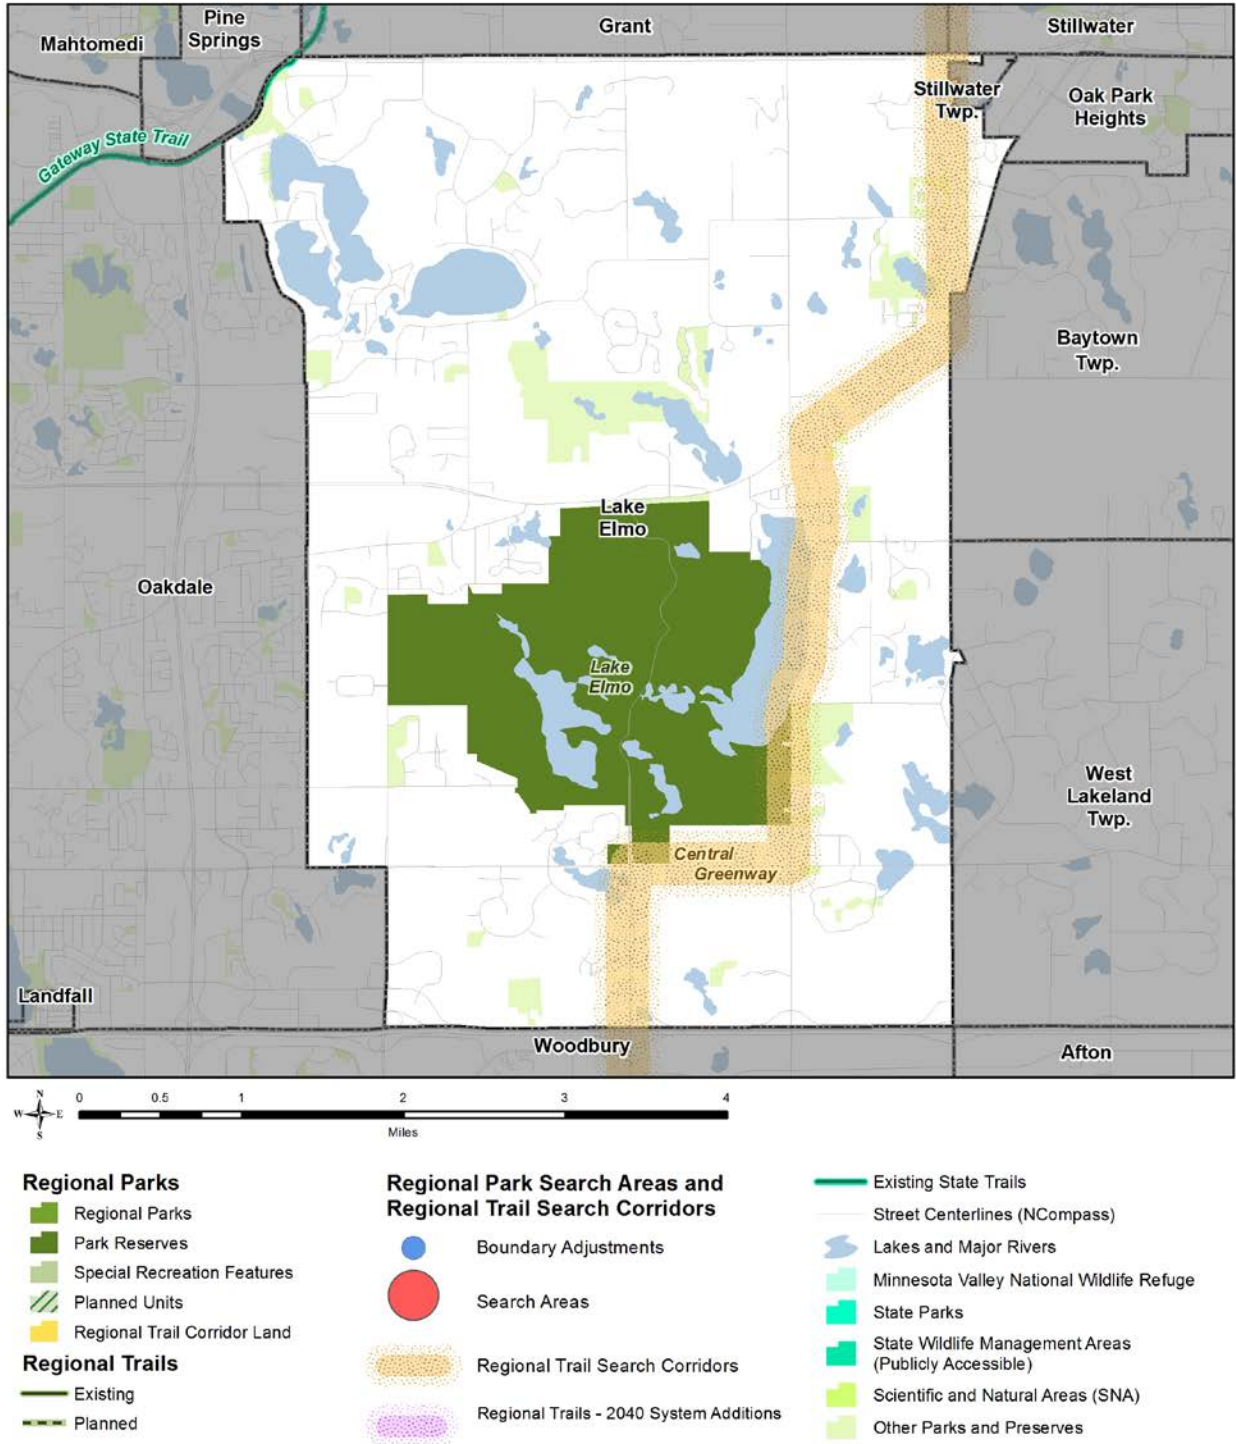 Pine
Springs
Mahtomedi
Grant
Stillwater
Stillwater
Twp.
Oak Park
Heights
Gateway State Trail
Baytown
Twp.
Lake
Elmo
Oakdale
Lake
Elmo
West
Lakeland
Twp.
Central
Greenway
Landfall
Woodbury
Afton
N
W E
S
0 0.5 1 2 3 4
Miles
Regional Parks
Regional Parks
Park Reserves
Special Recreation Features
Planned Units
Regional Trail Corridor Land
Regional Trails
Existing
Planned
Regional Park Search Areas and
Regional Trail Search Corridors
Boundary Adjustments
Search Areas
Regional Trail Search Corridors
Regional Trails - 2040 System Additions
Existing State Trails
Street Centerlines (NCompass)
Lakes and Major Rivers
Minnesota Valley National Wildlife Refuge
State Parks
State Wildlife Management Areas
(Publicly Accessible)
Scientific and Natural Areas (SNA)
Other Parks and Preserves